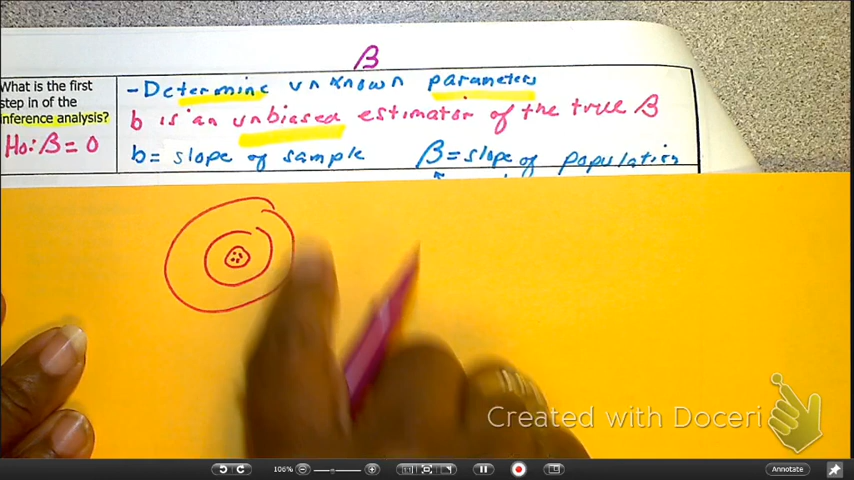 β
What is the first
step in of the
inference analysis?
Ho: β = 0
- Determine unknown parameters
b is an unbiased estimator of the true β
b = slope of sample β = slope of population
Created with Doceri
106%
Annotate